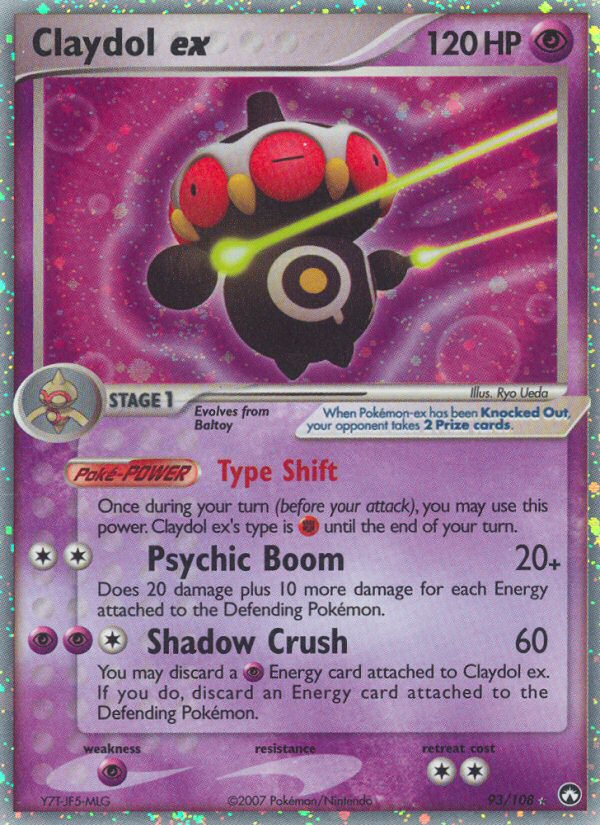 Claydol ex 120 HP
Illus. Ryo Ueda
STAGE 1
Evolves from
Baltoy
When Pokémon-ex has been Knocked Out,
your opponent takes 2 Prize cards.
Poké-POWER Type Shift
Once during your turn (before your attack), you may use this
power. Claydol ex's type is until the end of your turn.
Psychic Boom 20+
Does 20 damage plus 10 more damage for each Energy
attached to the Defending Pokémon.
Shadow Crush 60
You may discard a Energy card attached to Claydol ex.
If you do, discard an Energy card attached to the
Defending Pokémon.
weakness resistance retreat cost
Y7T-JF5-MLG ©2007 Pokémon/Nintendo 93/108